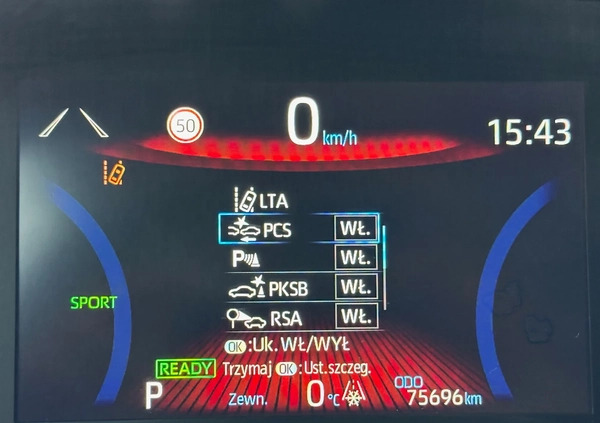 50
0 km/h
15:43
LTA
PCS WŁ.
P WŁ.
PKSB WŁ.
RSA WŁ.
OK :Uk. WŁ/WYŁ
SPORT
READY Trzymaj OK : Ust.szczeg.
P Zewn. 0 °C ODO 75696 km